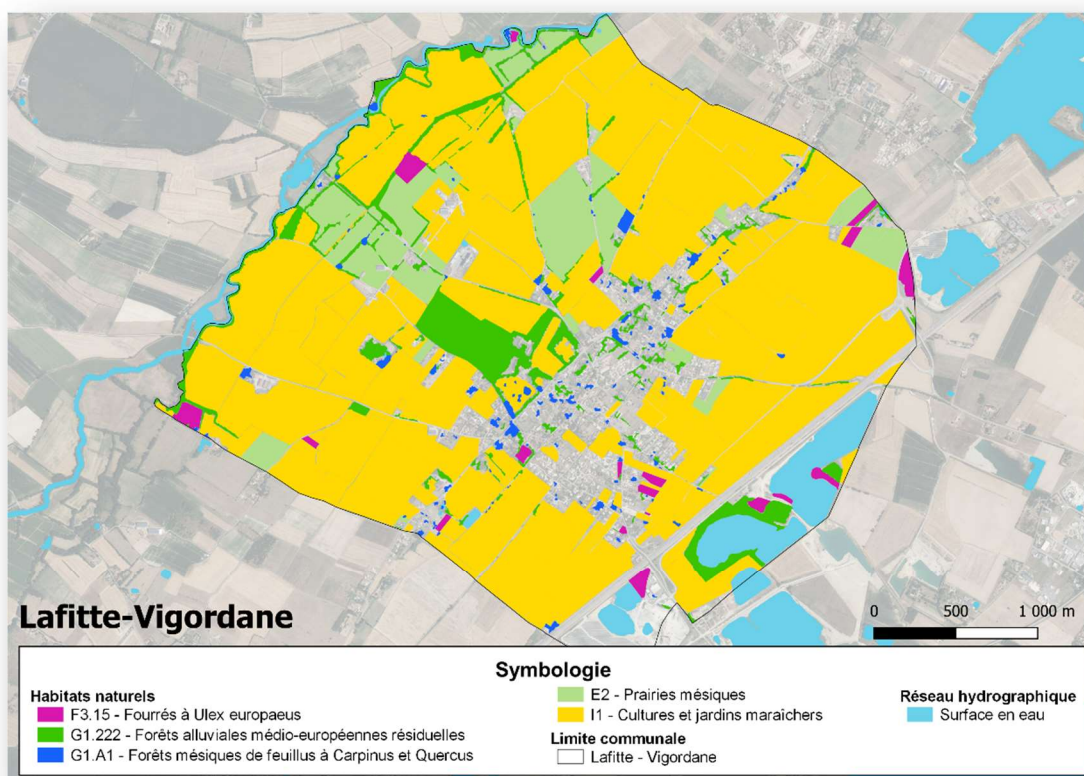 Lafitte-Vigordane
0 500 1 000 m
Symbologie
Habitats naturels
F3.15 - Fourrés à Ulex europaeus
G1.222 - Forêts alluviales médio-européennes résiduelles
G1.A1 - Forêts mésiques de feuillus à Carpinus et Quercus
E2 - Prairies mésiques
I1 - Cultures et jardins maraîchers
Limite communale
Lafitte - Vigordane
Réseau hydrographique
Surface en eau